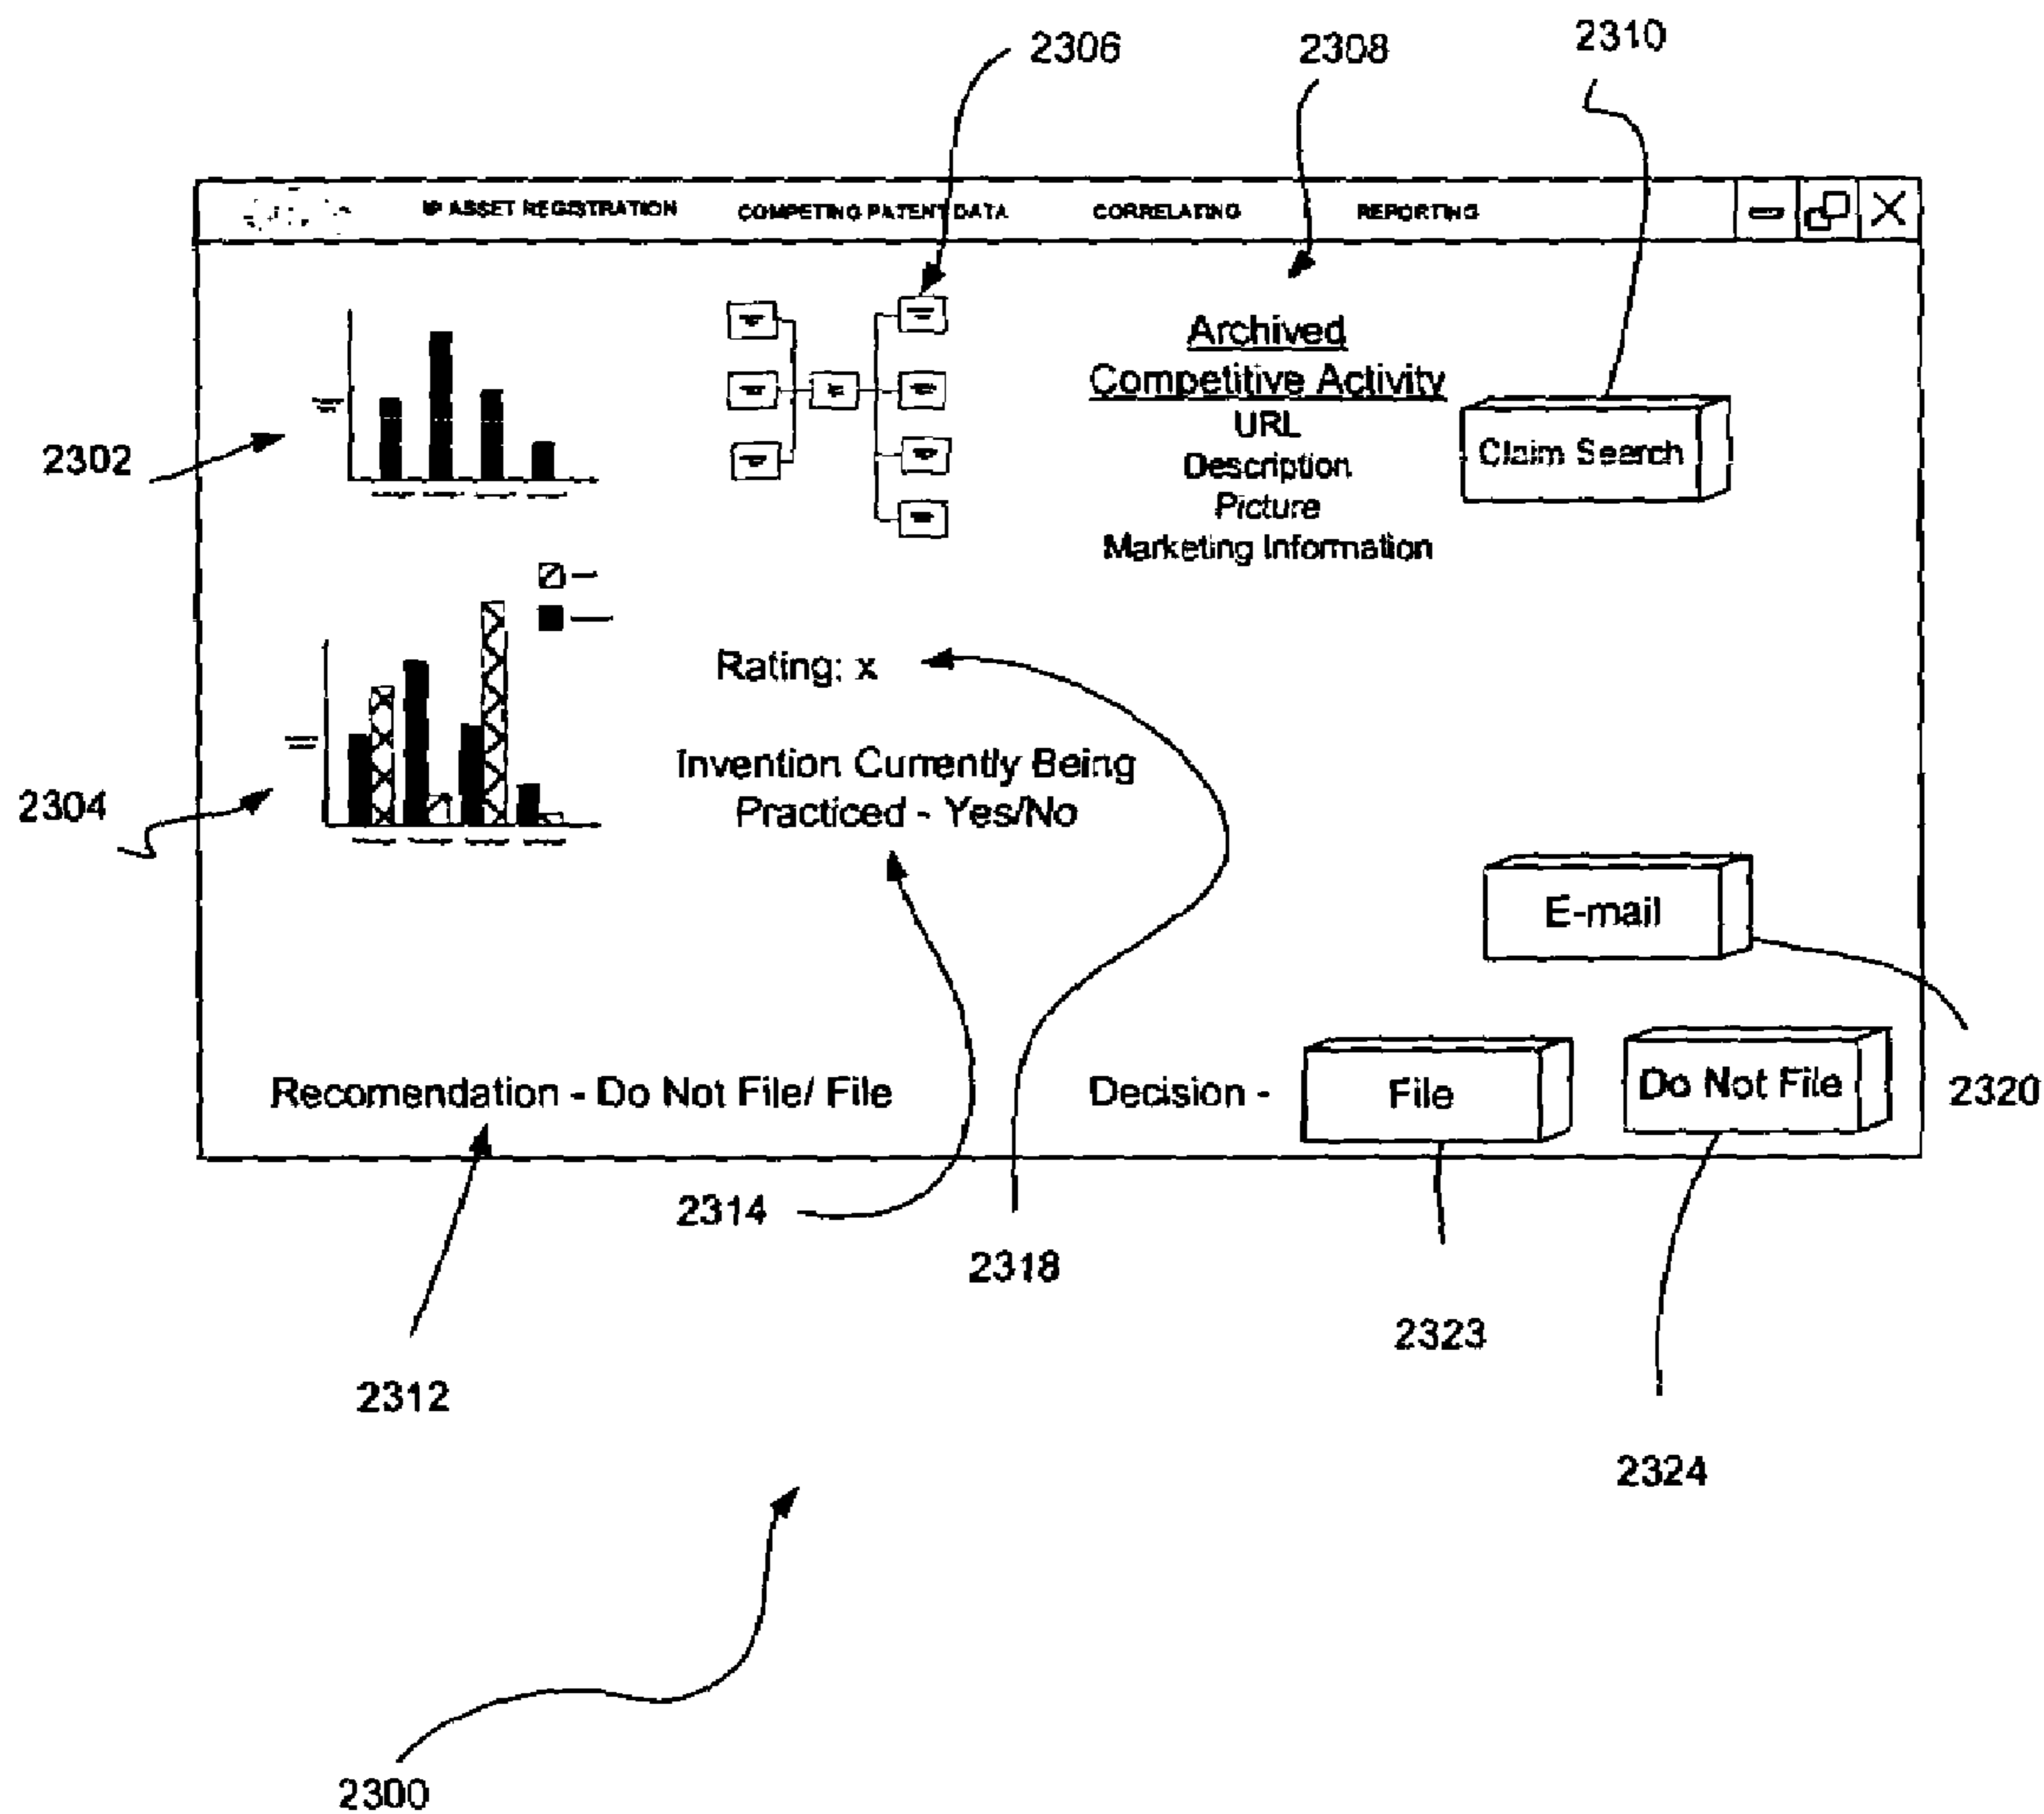 2306
2308
2310
IP ASSET REGISTRATION
COMPETING PATENT DATA
CORRELATING
REPORTING
Archived
Competitive Activity
URL
Description
Picture
Marketing Information
Claim Search
2302
Rating: x
Invention Currently Being
Practiced - Yes/No
2304
E-mail
Recomendation - Do Not File/ File
Decision -
File
Do Not File
2320
2314
2318
2323
2312
2324
2300